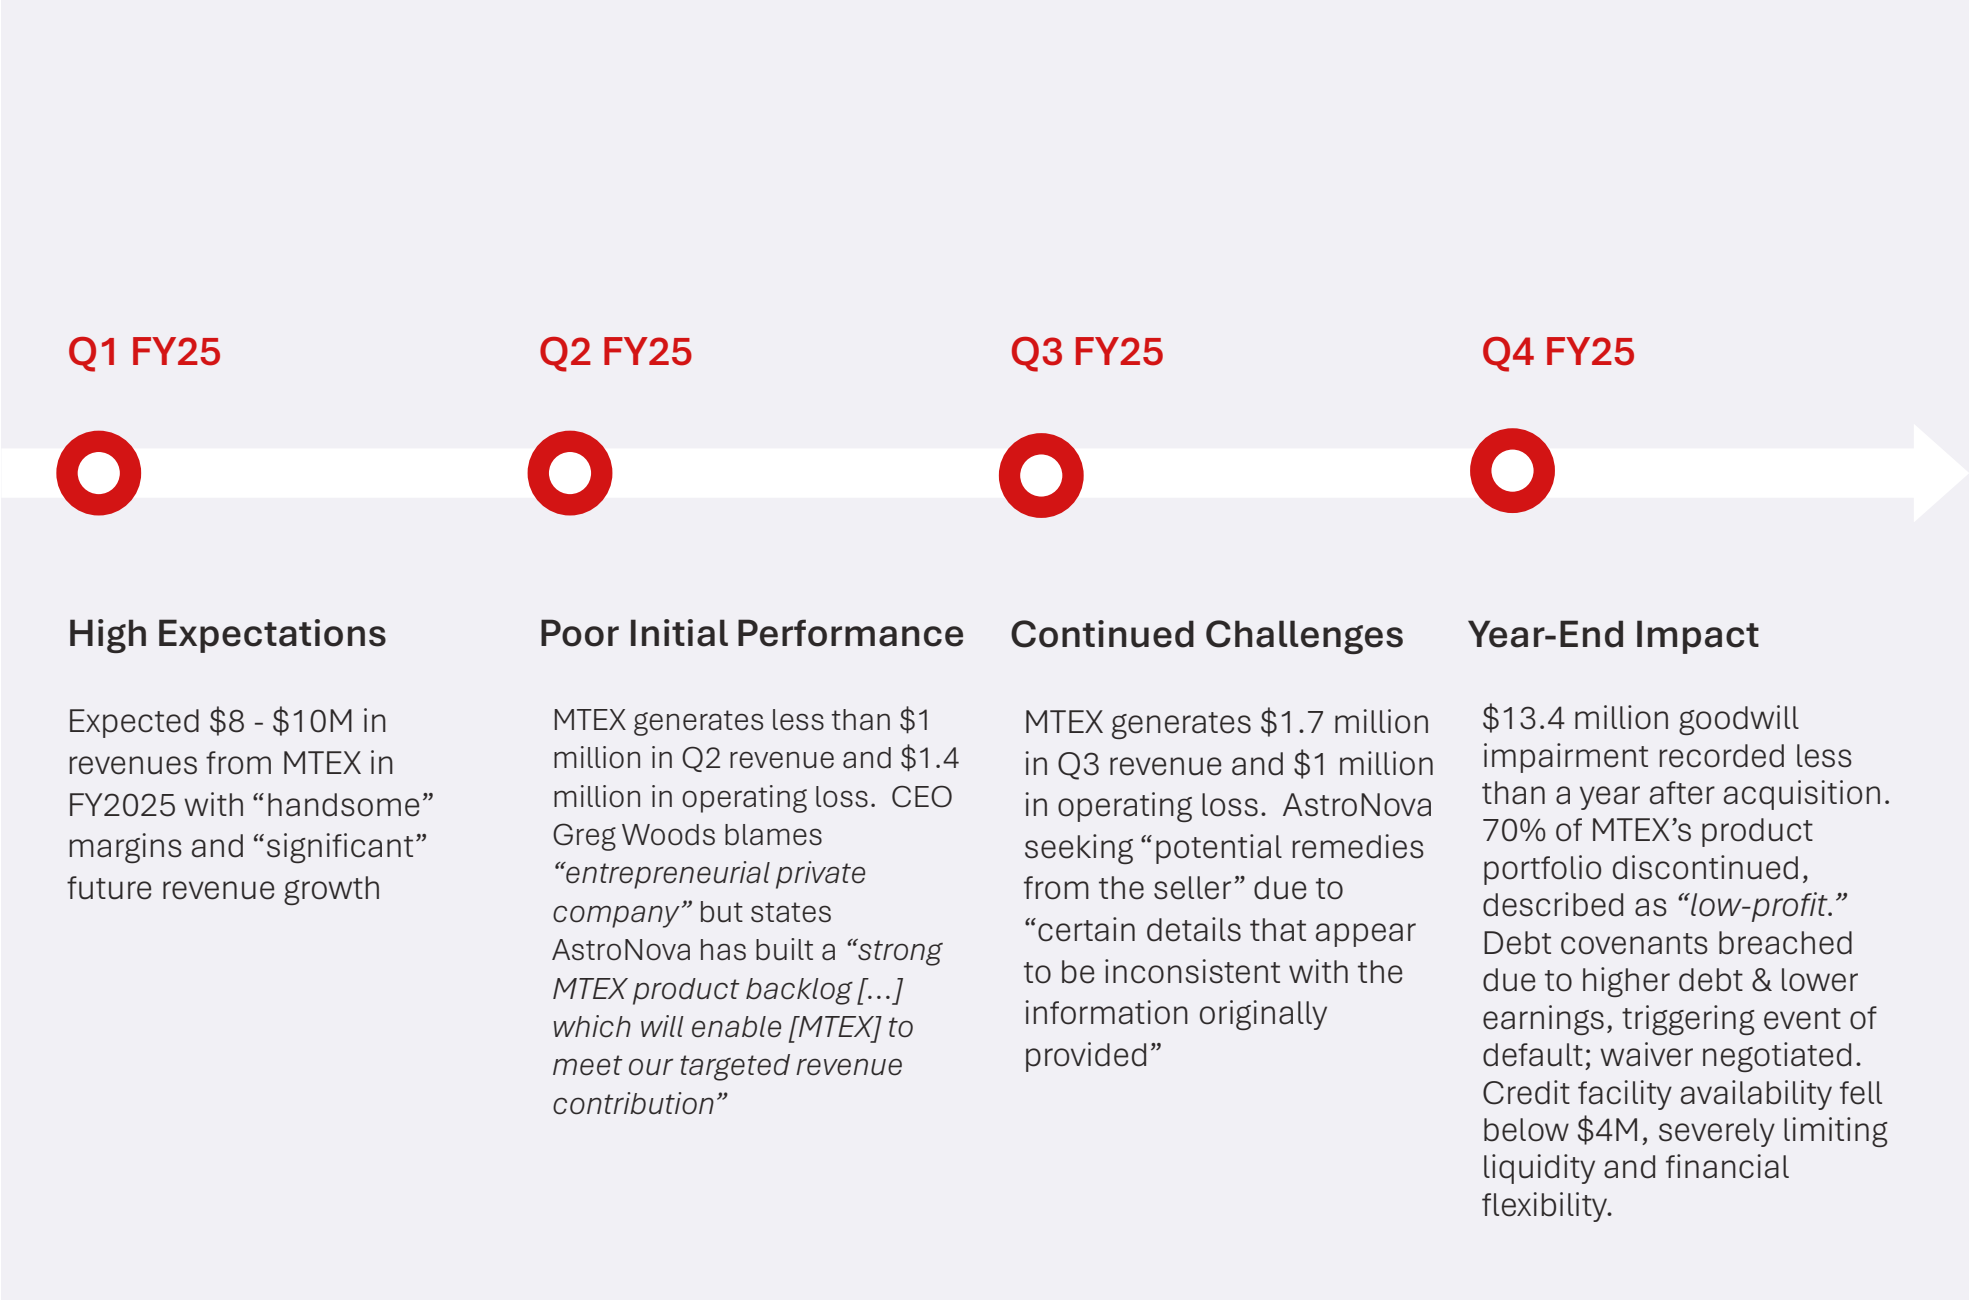 Q1 FY25
Q2 FY25
Q3 FY25
Q4 FY25
High Expectations
Expected $8 - $10M in
revenues from MTEX in
FY2025 with “handsome”
margins and “significant”
future revenue growth
Poor Initial Performance
MTEX generates less than $1
million in Q2 revenue and $1.4
million in operating loss.  CEO
Greg Woods blames
“entrepreneurial private
company” but states
AstroNova has built a “strong
MTEX product backlog [...]
which will enable [MTEX] to
meet our targeted revenue
contribution”
Continued Challenges
MTEX generates $1.7 million
in Q3 revenue and $1 million
in operating loss.  AstroNova
seeking “potential remedies
from the seller” due to
“certain details that appear
to be inconsistent with the
information originally
provided”
Year-End Impact
$13.4 million goodwill
impairment recorded less
than a year after acquisition.
70% of MTEX’s product
portfolio discontinued,
described as “low-profit.”
Debt covenants breached
due to higher debt & lower
earnings, triggering event of
default; waiver negotiated.
Credit facility availability fell
below $4M, severely limiting
liquidity and financial
flexibility.